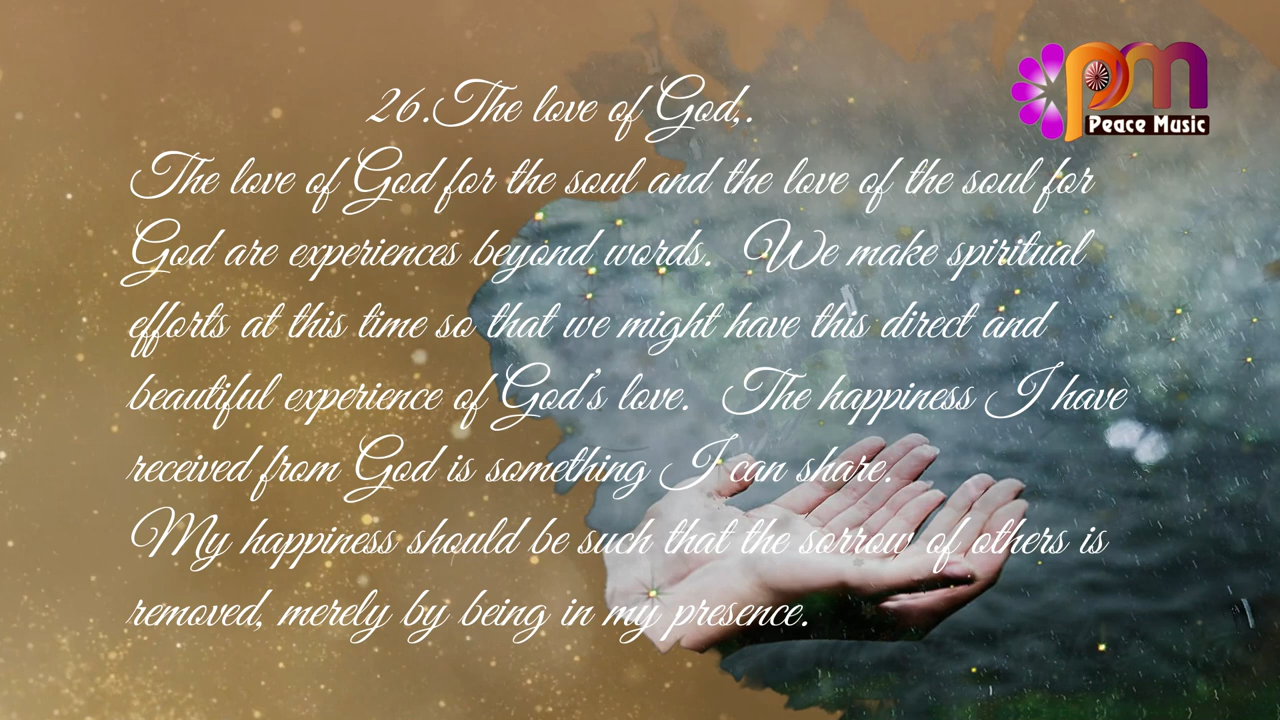 26.The love of God,.
The love of God for the soul and the love of the soul for
God are experiences beyond words. We make spiritual
efforts at this time so that we might have this direct and
beautiful experience of God's love. The happiness I have
received from God is something I can share.
My happiness should be such that the sorrow of others is
removed, merely by being in my presence.
pm
Peace Music